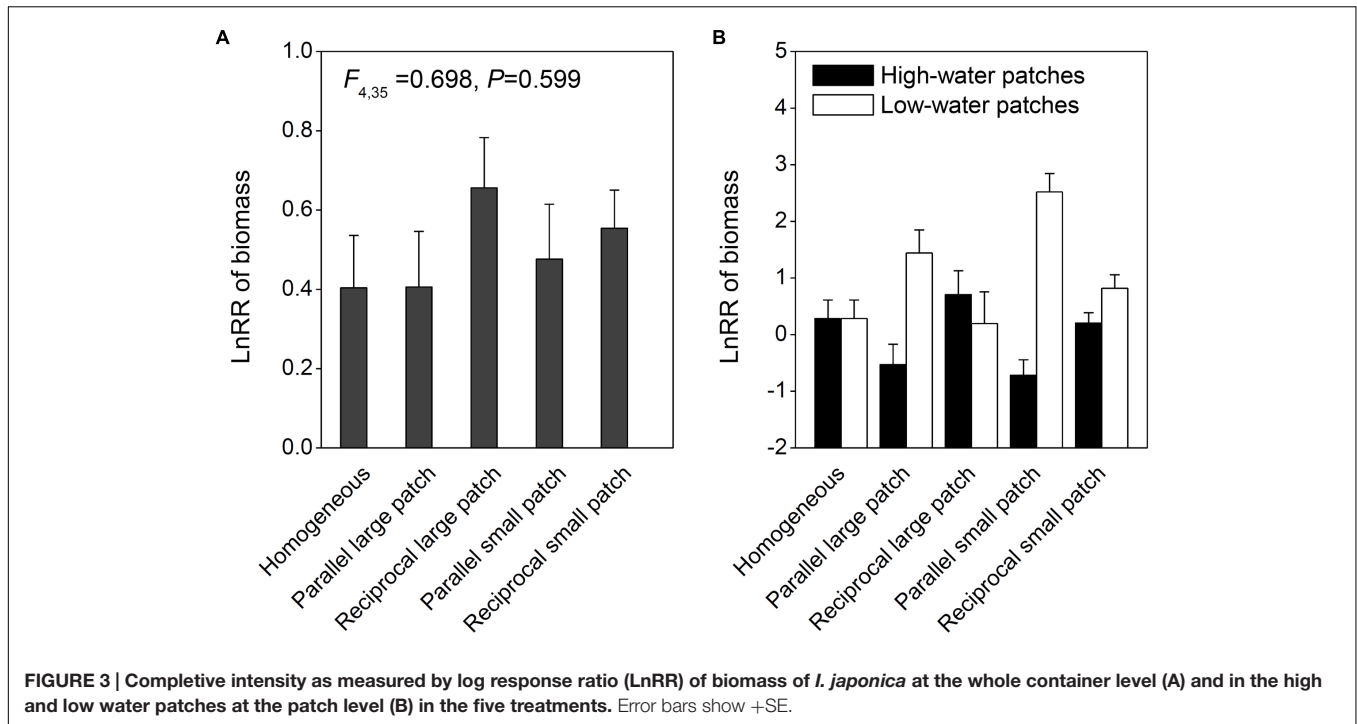 A
LnRR of biomass
1.0
0.8
0.6
0.4
0.2
0.0
F4,35 =0.698, P=0.599
Homogeneous
Parallel large patch
Reciprocal large patch
Parallel small patch
Reciprocal small patch
B
LnRR of biomass
5
4
3
2
1
0
-1
-2
High-water patches
Low-water patches
Homogeneous
Parallel large patch
Reciprocal large patch
Parallel small patch
Reciprocal small patch
FIGURE 3 | Completive intensity as measured by log response ratio (LnRR) of biomass of I. japonica at the whole container level (A) and in the high
and low water patches at the patch level (B) in the five treatments. Error bars show +SE.